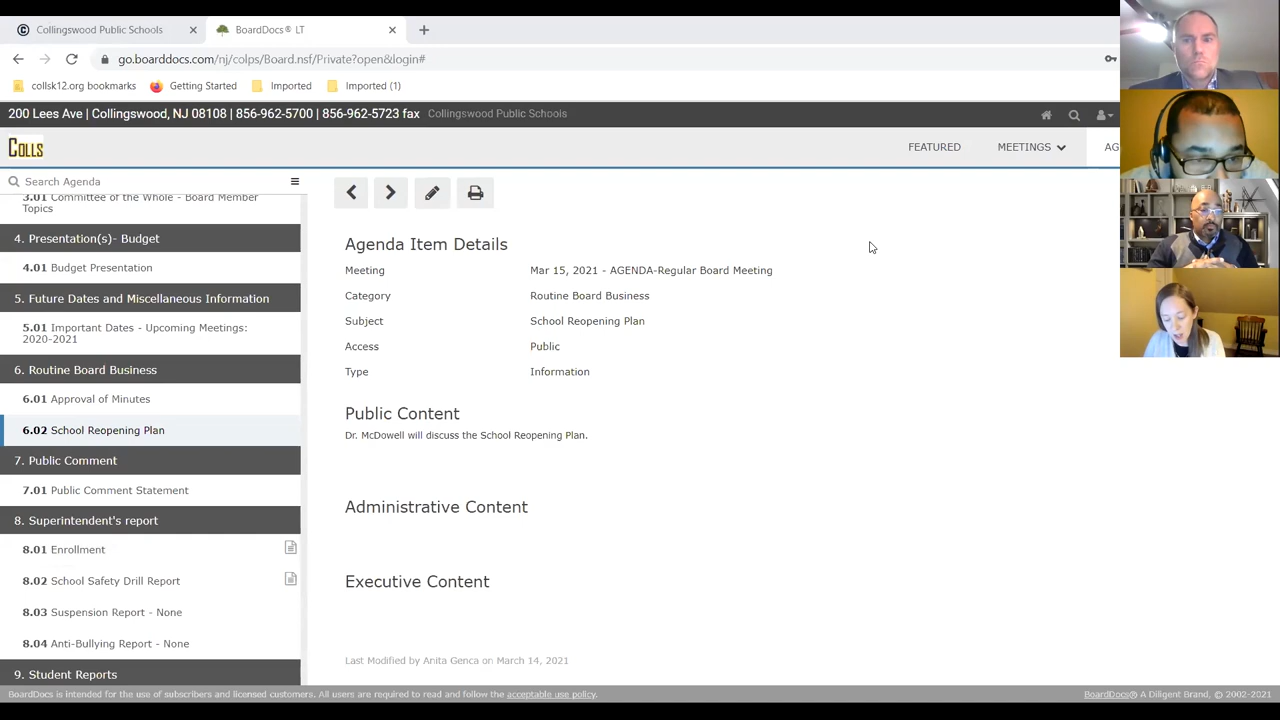 Collingswood Public Schools
BoardDocs® LT
go.boarddocs.com/nj/colps/Board.nsf/Private?open&login#
collsk12.org bookmarks
Getting Started
Imported
Imported (1)
200 Lees Ave | Collingswood, NJ 08108 | 856-962-5700 | 856-962-5723 fax
Collingswood Public Schools
COLLS
FEATURED
MEETINGS
AG
Search Agenda
3.01 Committee of the Whole - Board Member
Topics
4. Presentation(s)- Budget
4.01 Budget Presentation
5. Future Dates and Miscellaneous Information
5.01 Important Dates - Upcoming Meetings:
2020-2021
6. Routine Board Business
6.01 Approval of Minutes
6.02 School Reopening Plan
7. Public Comment
7.01 Public Comment Statement
8. Superintendent's report
8.01 Enrollment
8.02 School Safety Drill Report
8.03 Suspension Report - None
8.04 Anti-Bullying Report - None
9. Student Reports
Agenda Item Details
Meeting Mar 15, 2021 - AGENDA-Regular Board Meeting
Category Routine Board Business
Subject School Reopening Plan
Access Public
Type Information
Public Content
Dr. McDowell will discuss the School Reopening Plan.
Administrative Content
Executive Content
Last Modified by Anita Genca on March 14, 2021
BoardDocs is intended for the use of subscribers and licensed customers. All users are required to read and follow the acceptable use policy.
BoardDocs® A Diligent Brand, © 2002-2021